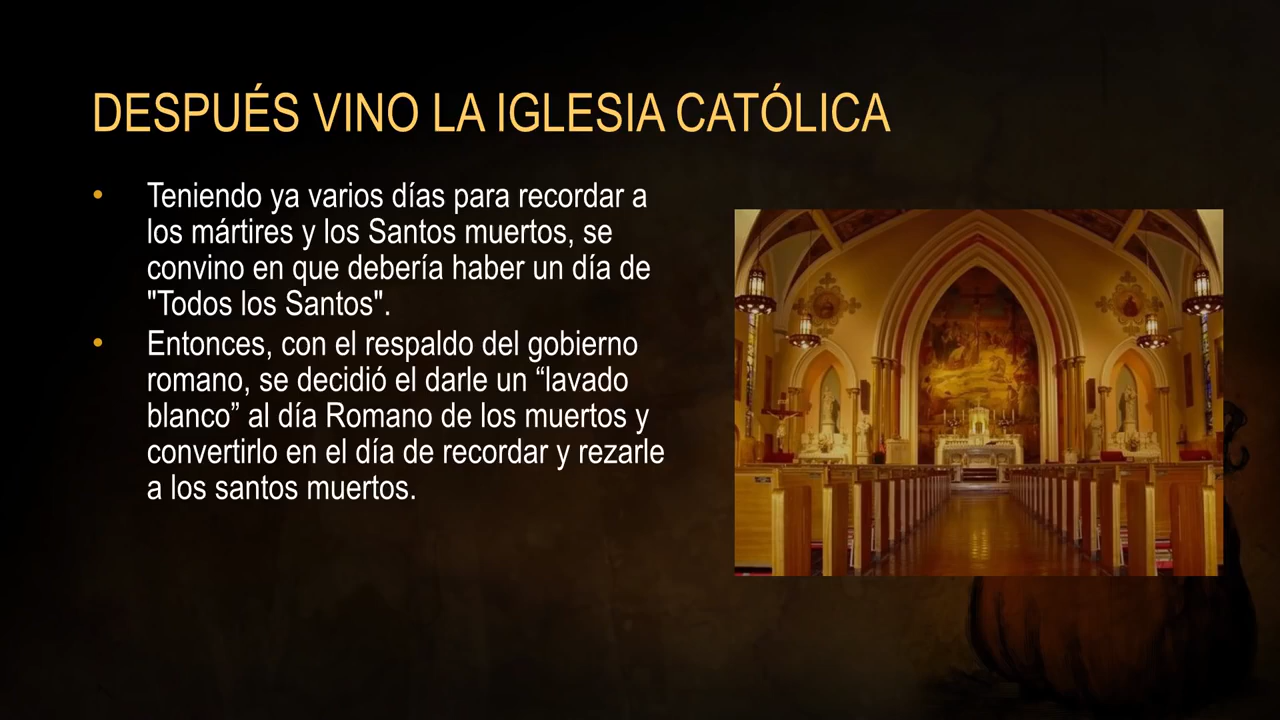 DESPUÉS VINO LA IGLESIA CATÓLICA
• Teniendo ya varios días para recordar a
los mártires y los Santos muertos, se
convino en que debería haber un día de
"Todos los Santos".
• Entonces, con el respaldo del gobierno
romano, se decidió el darle un “lavado
blanco” al día Romano de los muertos y
convertirlo en el día de recordar y rezarle
a los santos muertos.